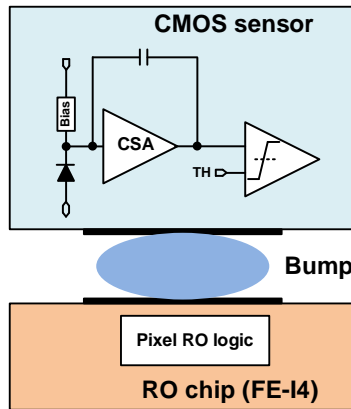 CMOS sensor
Bias
CSA
TH
Bump
Pixel RO logic
RO chip (FE-I4)